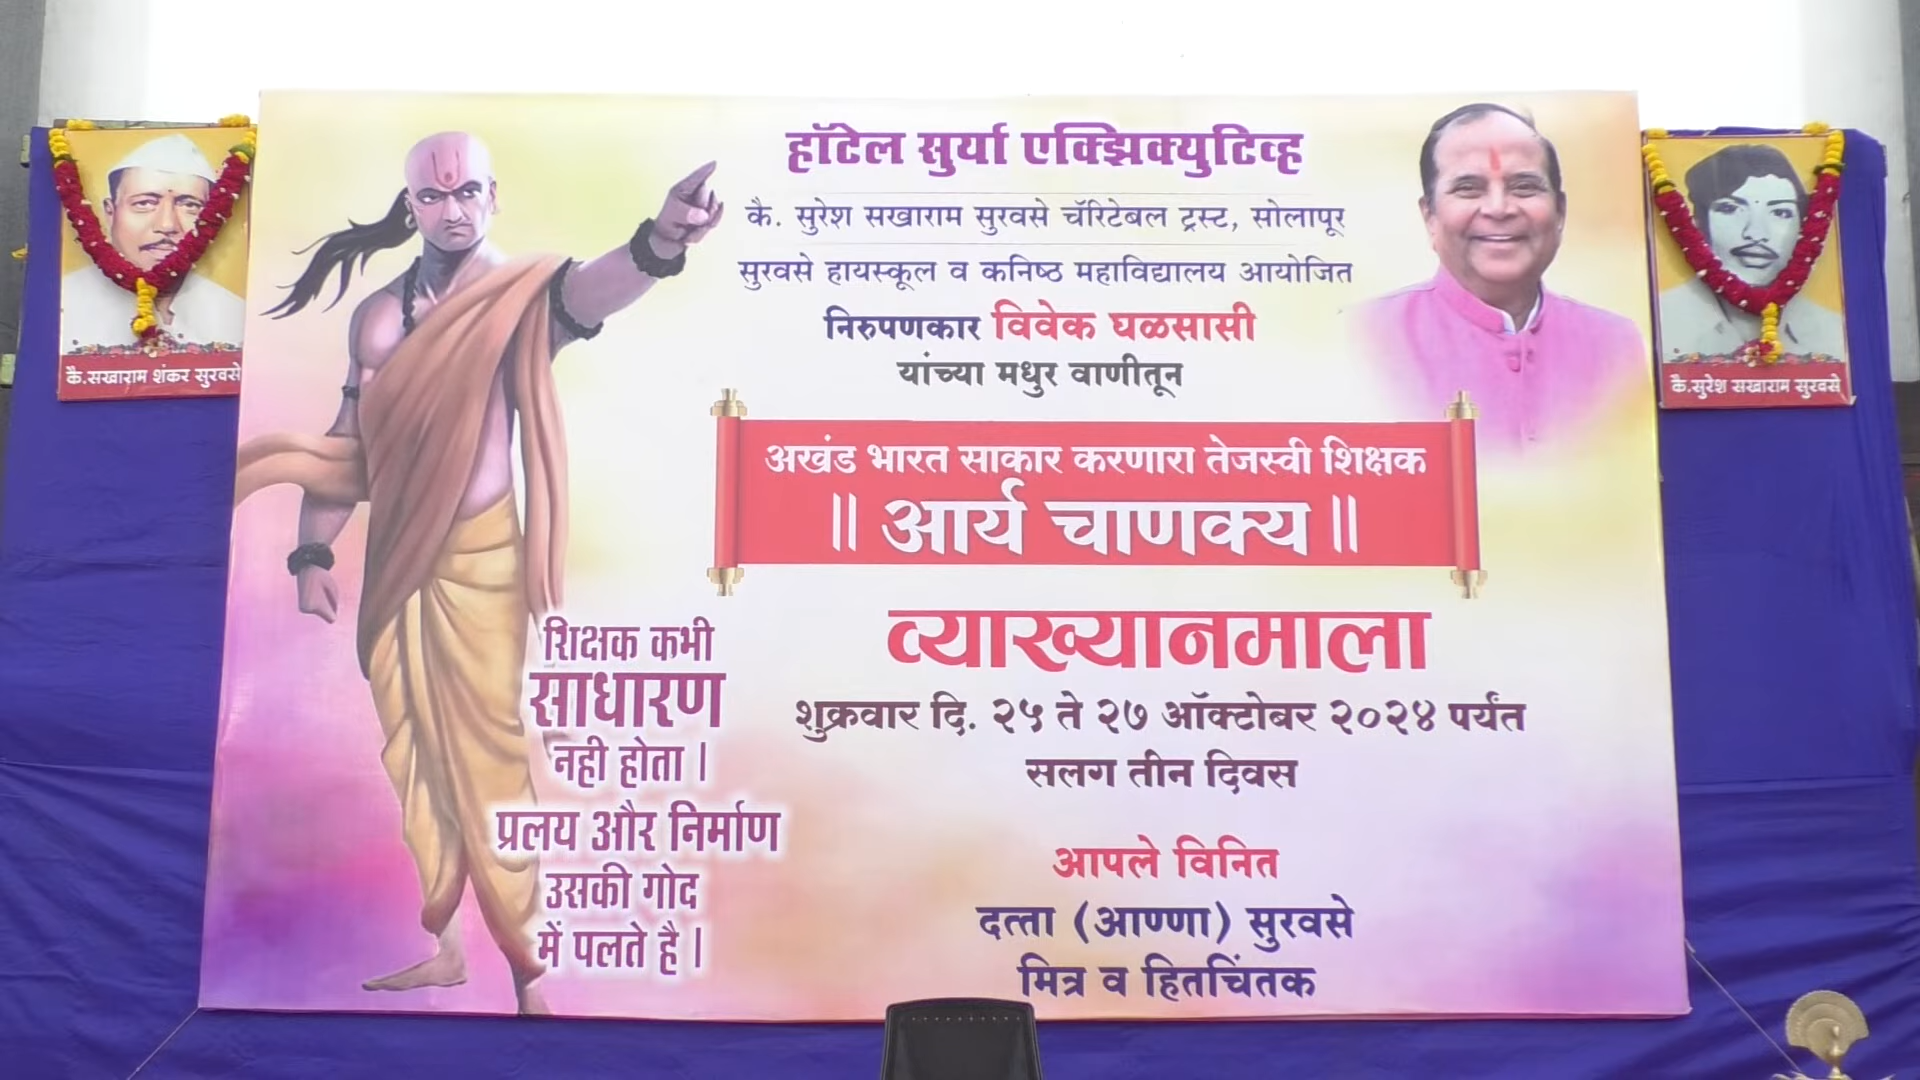 हॉटेल सुर्या एक्झिक्युटिव्ह
कै. सुरेश सखाराम सुरवसे चॅरिटेबल ट्रस्ट, सोलापूर
सुरवसे हायस्कूल व कनिष्ठ महाविद्यालय आयोजित
निरुपणकार विवेक घळसासी
यांच्या मधुर वाणीतून
अखंड भारत साकार करणारा तेजस्वी शिक्षक
॥ आर्य चाणक्य ॥
व्याख्यानमाला
शुक्रवार दि. २५ ते २७ ऑक्टोबर २०२४ पर्यंत
सलग तीन दिवस
आपले विनित
दत्ता (आण्णा) सुरवसे
मित्र व हितचिंतक
शिक्षक कभी
साधारण
नही होता।
प्रलय और निर्माण
उसकी गोद
में पलते है।
कै.सखाराम शंकर सुरवसे
कै.सुरेश सखाराम सुरवसे